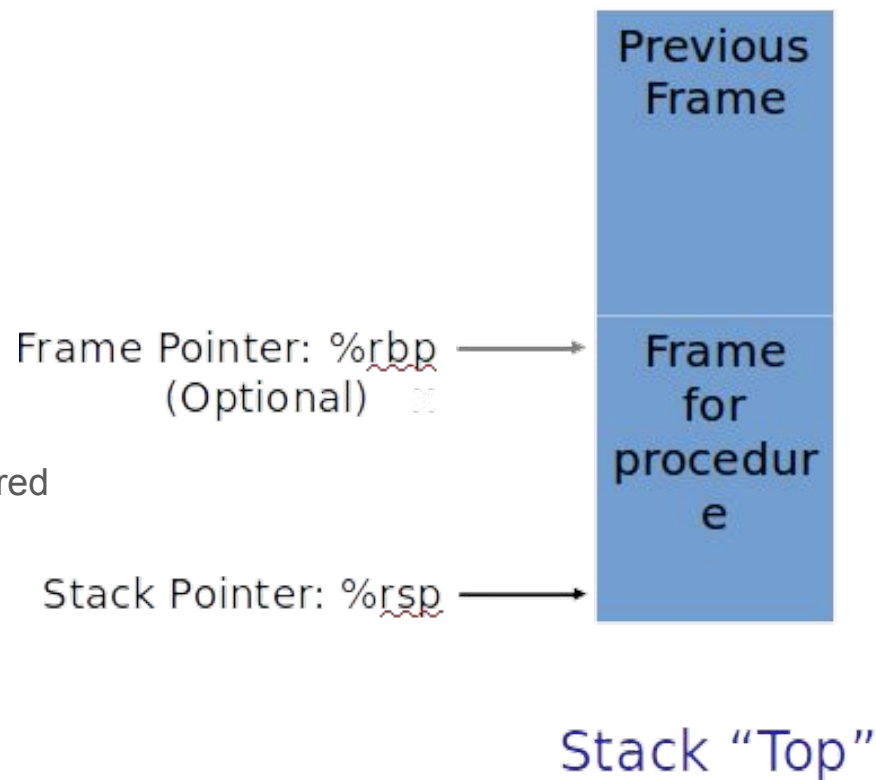 Previous
Frame
Frame Pointer: %rbp
(Optional)
Frame
for
procedur
e
red
Stack Pointer: %rsp
Stack “Top”